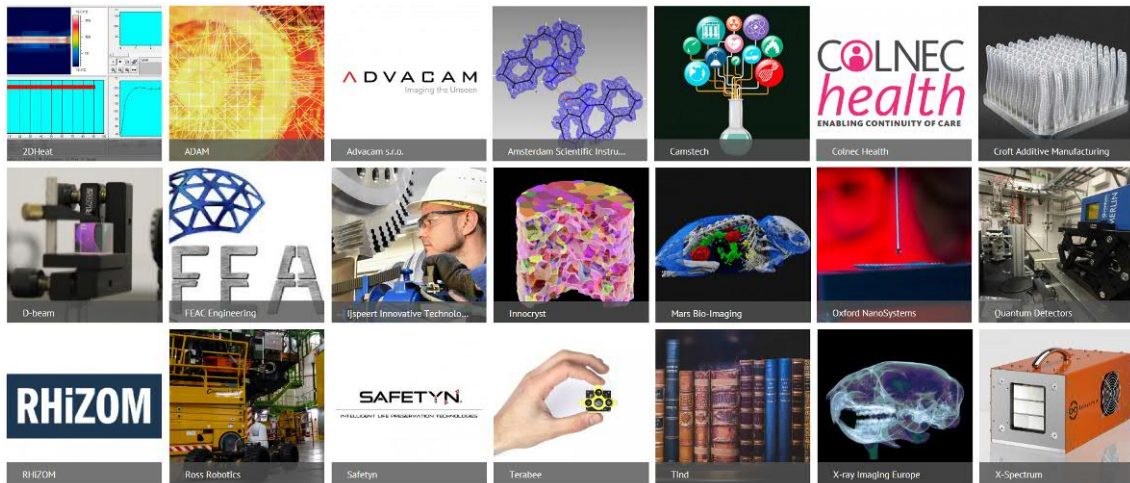 2DHeat
ADAM
ADVACAM
Imaging the Unseen
Advacam s.r.o.
Amsterdam Scientific Instru...
Camstech
COLNEC
health
ENABLING CONTINUITY OF CARE
Colnec Health
Croft Additive Manufacturing
D-beam
FEA
FEAC Engineering
Ijspeert Innovative Technolo...
Innocryst
Mars Bio-Imaging
Oxford NanoSystems
MERLIN
Quantum Detectors
RHiZOM
RHIZOM
Ross Robotics
SAFETYN
INTELLIGENT LIFE PRESERVATION TECHNOLOGIES
Safetyn
Terabee
Tind
X-ray Imaging Europe
X-Spectrum